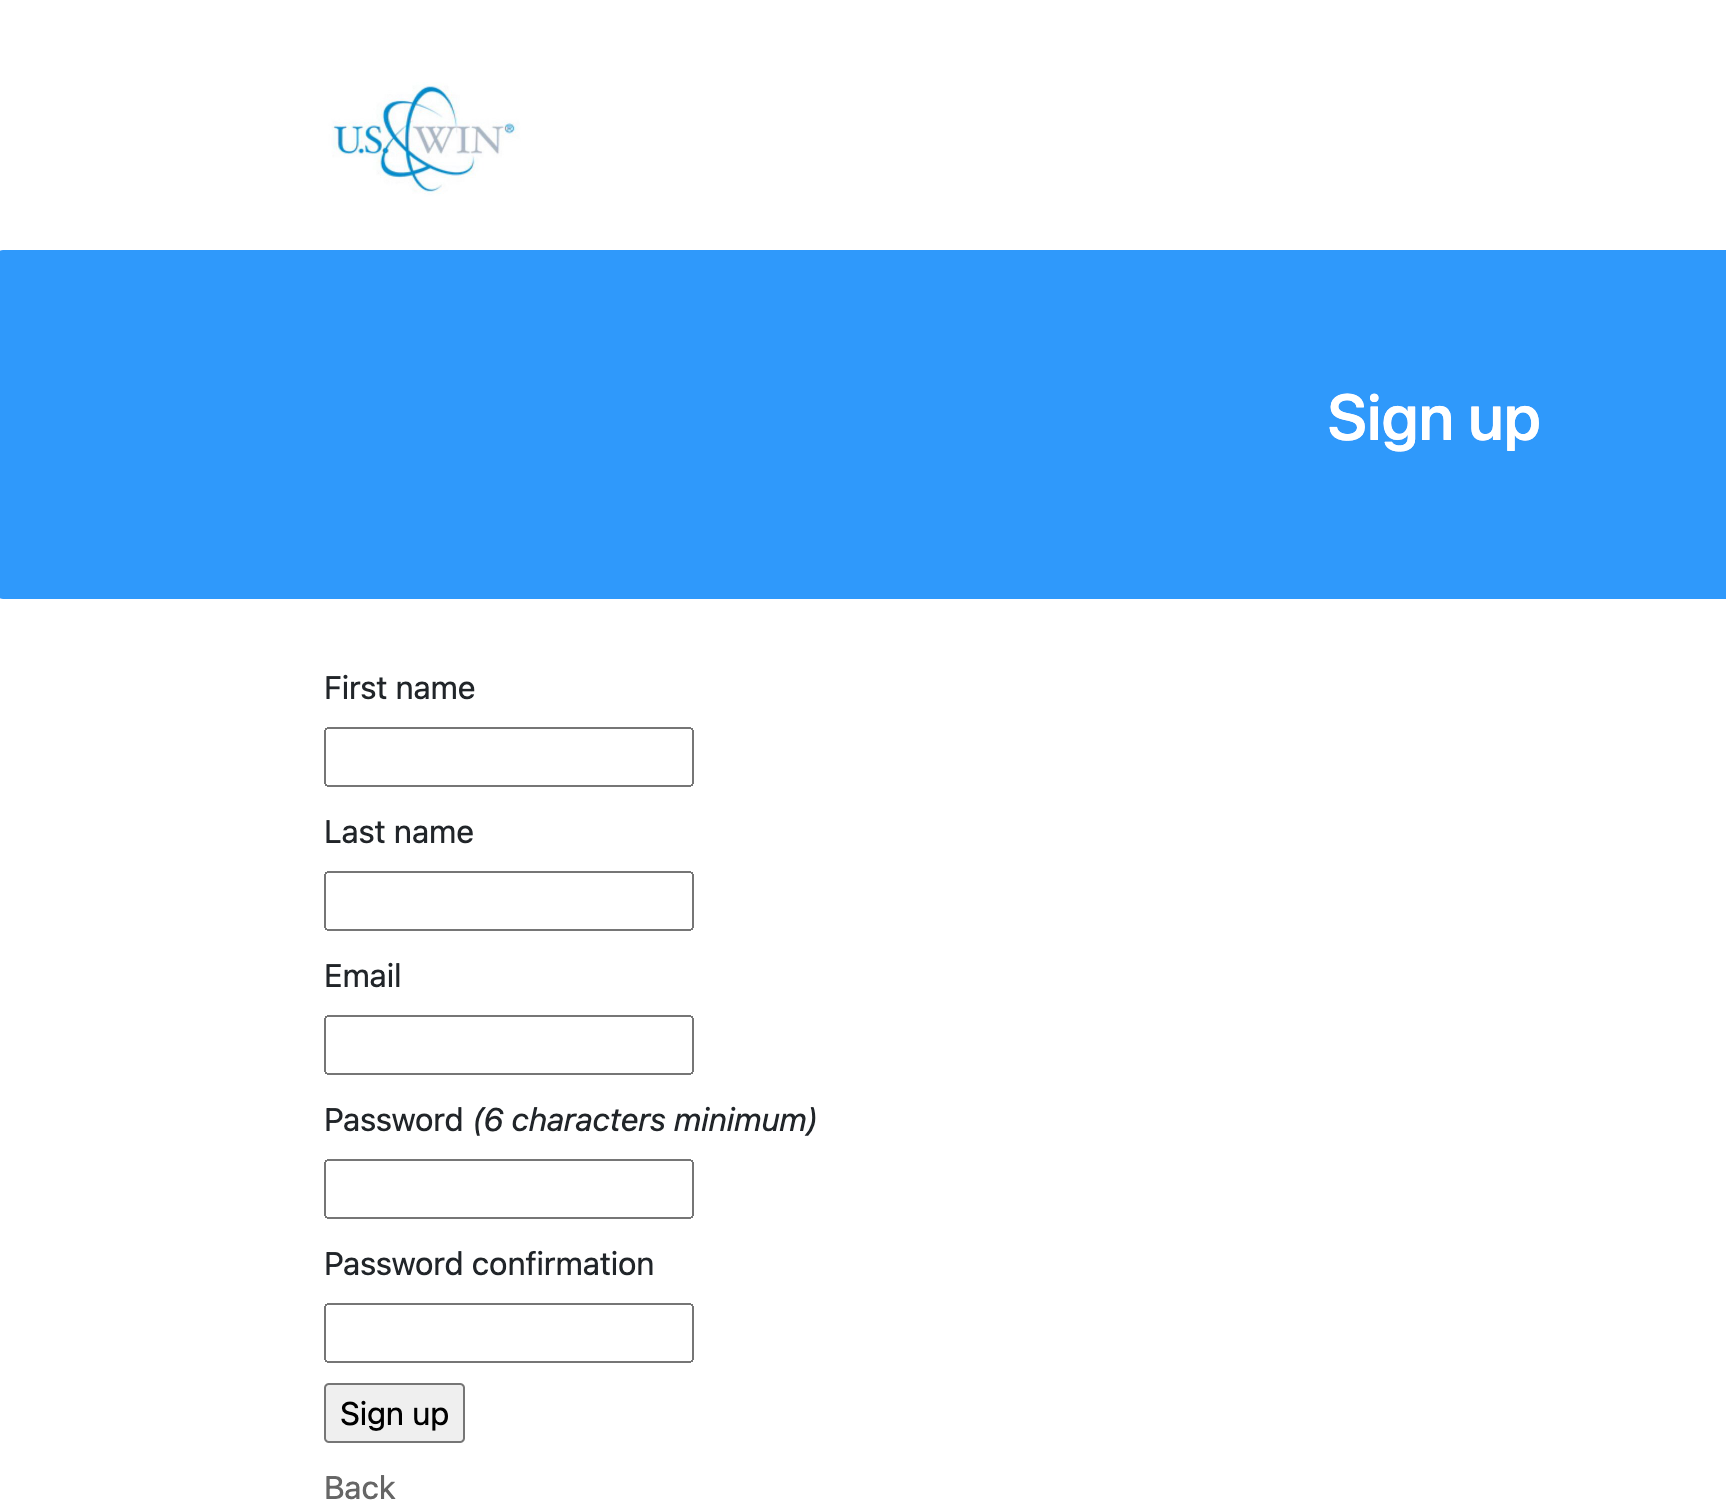 U.S. WIN®
Sign up
First name
Last name
Email
Password (6 characters minimum)
Password confirmation
Sign up
Back